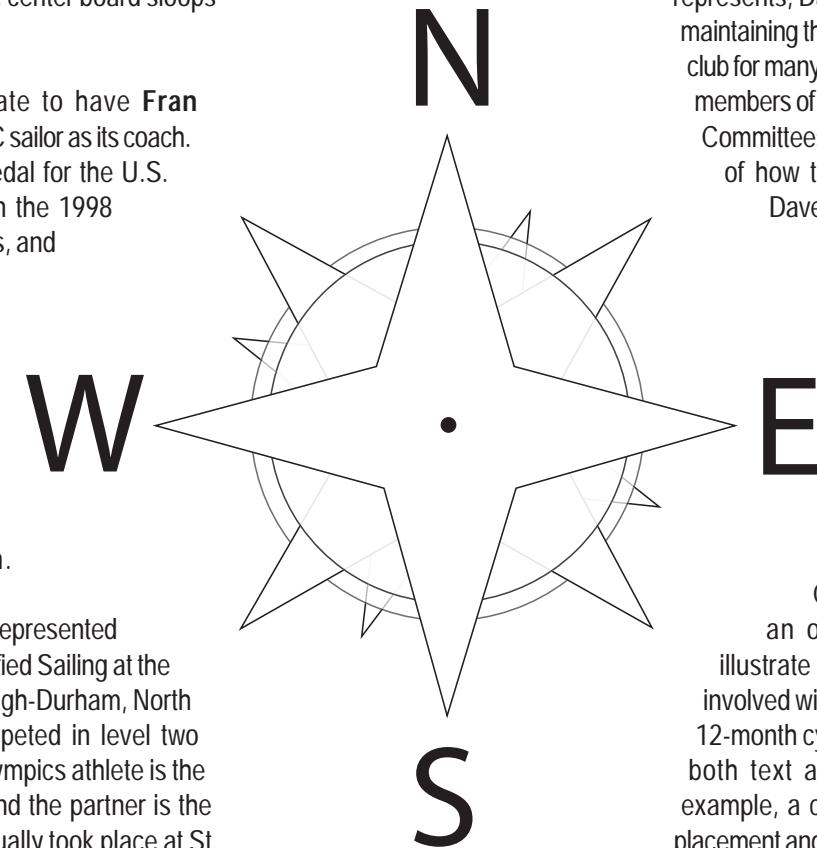 center board sloops
ate to have Fran
C sailor as its coach.
edal for the U.S.
n the 1998
s, and
N
represents, D
maintaining th
club for many
members of
Committee
of how t
Dave
W
E
n.
epresented
fied Sailing at the
gh-Durham, North
peted in level two
ympics athlete is the
nd the partner is the
ually took place at St
S
an o
illustrate
involved wi
12-month cy
both text a
example, a c
placement and